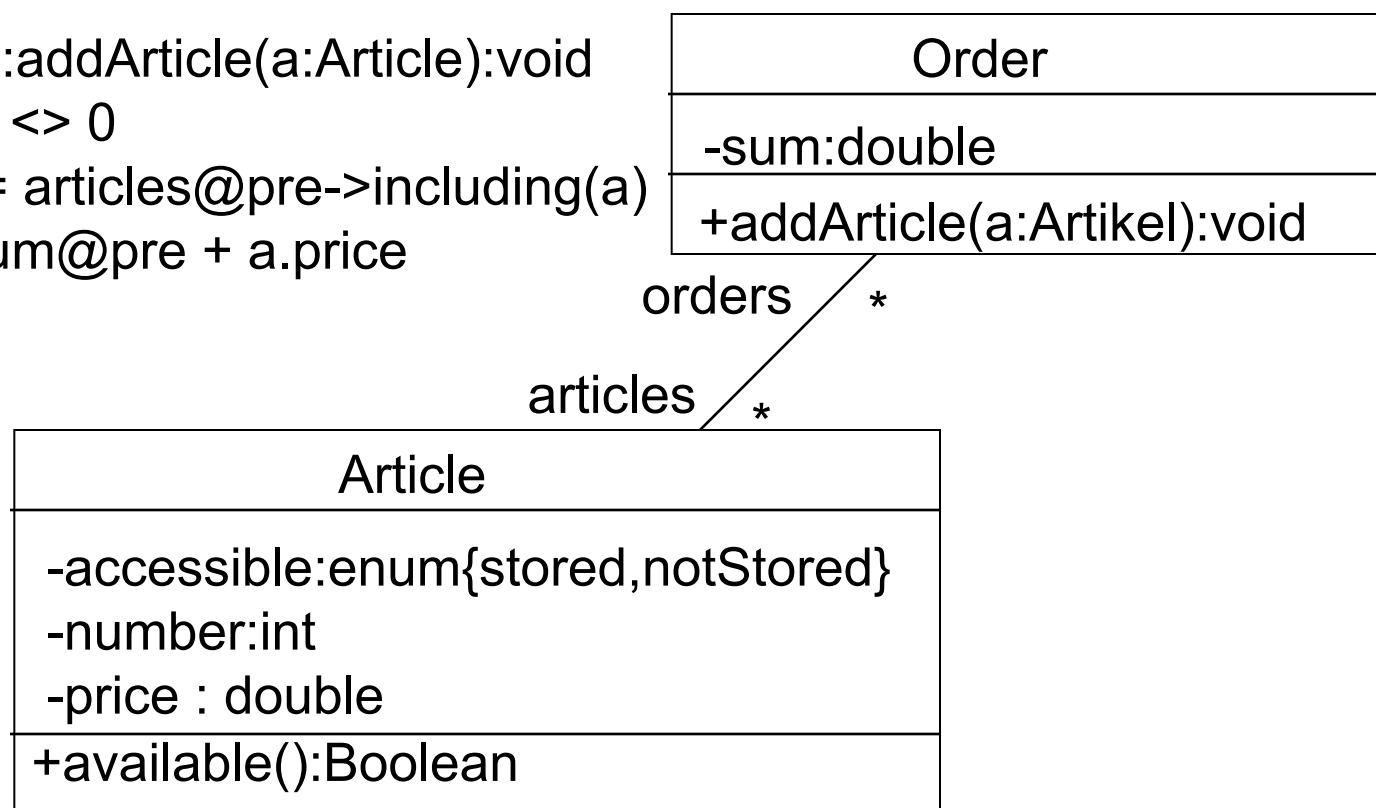 :addArticle(a:Article):void
<> 0
= articles@pre->including(a)
um@pre + a.price
Order
-sum:double
+addArticle(a:Artikel):void
orders *
articles *
Article
-accessible:enum{stored,notStored}
-number:int
-price : double
+available():Boolean